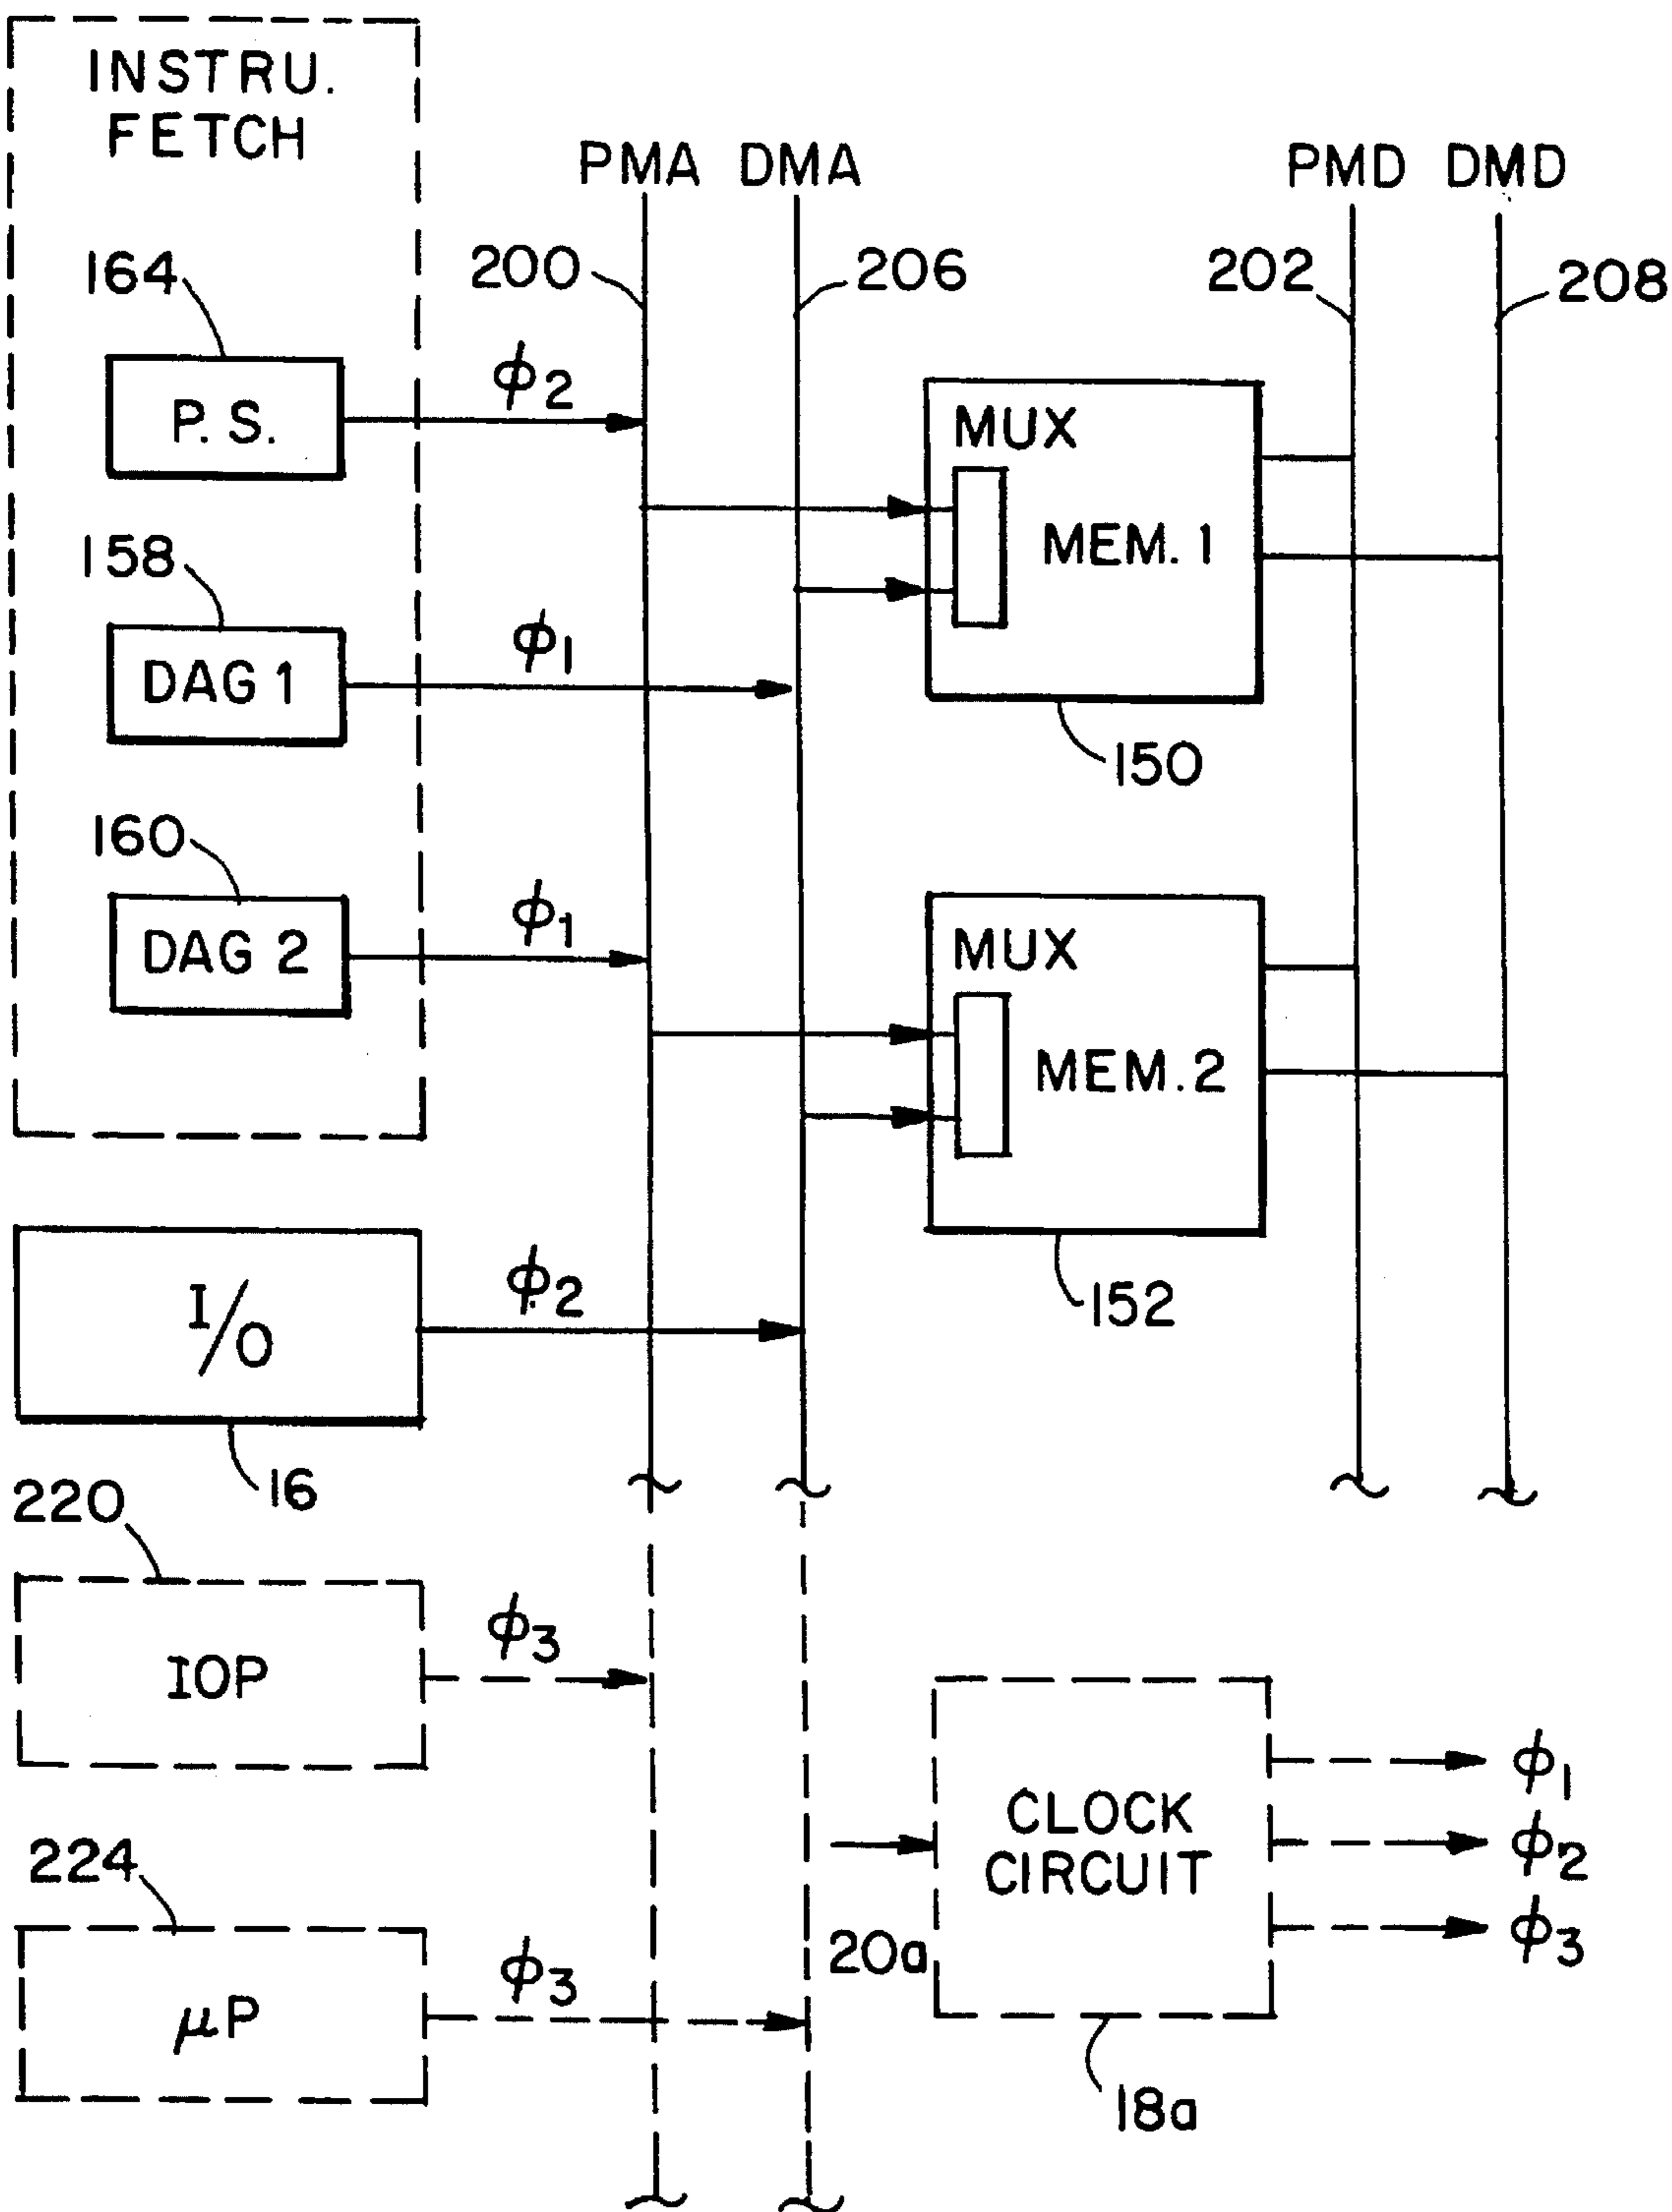 INSTRU.
FETCH
PMA DMA
PMD DMD
164
200
206
202
208
P. S.
ϕ2
MUX
MEM. 1
158
DAG 1
ϕ1
150
160
DAG 2
ϕ1
MUX
MEM. 2
152
I/O
ϕ2
16
220
IOP
ϕ3
CLOCK
CIRCUIT
ϕ1
ϕ2
ϕ3
20a
18a
224
μP
ϕ3